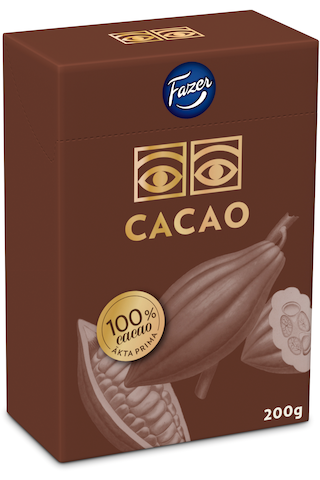 Fazer
CACAO
100%
cacao
ÄKTA PRIMA
200g